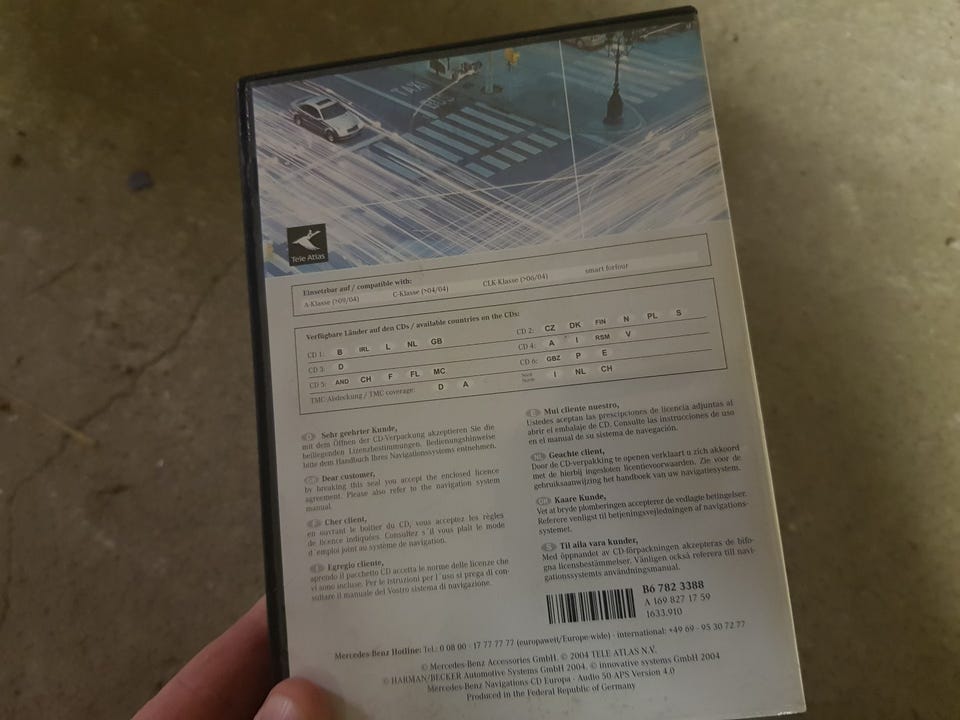 TAXI
BUS
Tele Atlas
Einsetzbar auf / compatible with:
A-Klasse (>09/04) C-Klasse (>04/04) CLK-Klasse (>06/04) smart forfour
Verfügbare Länder auf den CDs / available countries on the CDs:
CD 1: B IRL L NL GB CD 2: CZ DK FIN N PL S
CD 3: D CD 4: A I RSM V
CD 5: AND CH F FL MC CD 6: GBZ P E
TMC-Abdeckung / TMC coverage: D A Nord North I NL CH
D Sehr geehrter Kunde,
mit dem Öffnen der CD-Verpackung akzeptieren Sie die
beiliegenden Lizenzbestimmungen. Bedienungshinweise
bitte dem Handbuch Ihres Navigationssystems entnehmen.
Dear customer,
by breaking this seal you accept the enclosed licence
agreement. Please also refer to the navigation system
manual.
F Cher client,
en ouvrant le boîtier du CD, vous acceptez les règles
de licence indiquées. Consultez s´il vous plaît le mode
d´emploi joint au système de navigation.
I Egregio cliente,
aprendo il pacchetto CD accetta le norme delle licenze che
vi sono incluse. Per le istruzioni per l´uso si prega di con-
sultare il manuale del Vostro sistema di navigazione.
E Mui cliente nuestro,
Ustedes aceptan las prescipciones de licencia adjuntas al
abrir el embalaje de CD. Consulte las instrucciones de uso
en el manual de su sistema de navegación.
NL Geachte client,
Door de CD-verpakking te openen verklaart u zich akkoord
met de hierbij ingesloten licentievoorwaarden. Zie voor de
gebruiksaanwijzing het handboek van uw navigatiesystem.
DK Kaare Kunde,
Vet at bryde plomberingen accepterer de vedlagte betingelser.
Referere venligst til betjeningsvejledningen af navigations-
systemet.
S Til alla vara kunder,
Med öppnandet av CD-förpackningen akzepteras de bifo-
gna licensbestämmelser. Vänligen också referera till navi-
gationssystemts användningsmanual.
B6 782 3388
A 169 827 17 59
1633.910
Mercedes-Benz Hotline: Tel.: 0 08 00 · 17 77 77 77 (europaweit/Europe-wide) - international: +49 69 - 95 30 72 77
© Mercedes-Benz Accessories GmbH. © 2004 TELE ATLAS N.V.
© HARMAN/BECKER Automotive Systems GmbH 2004. © innovative systems GmbH 2004
Mercedes-Benz Navigations CD Europa - Audio 50 APS Version 4.0
Produced in the Federal Republic of Germany